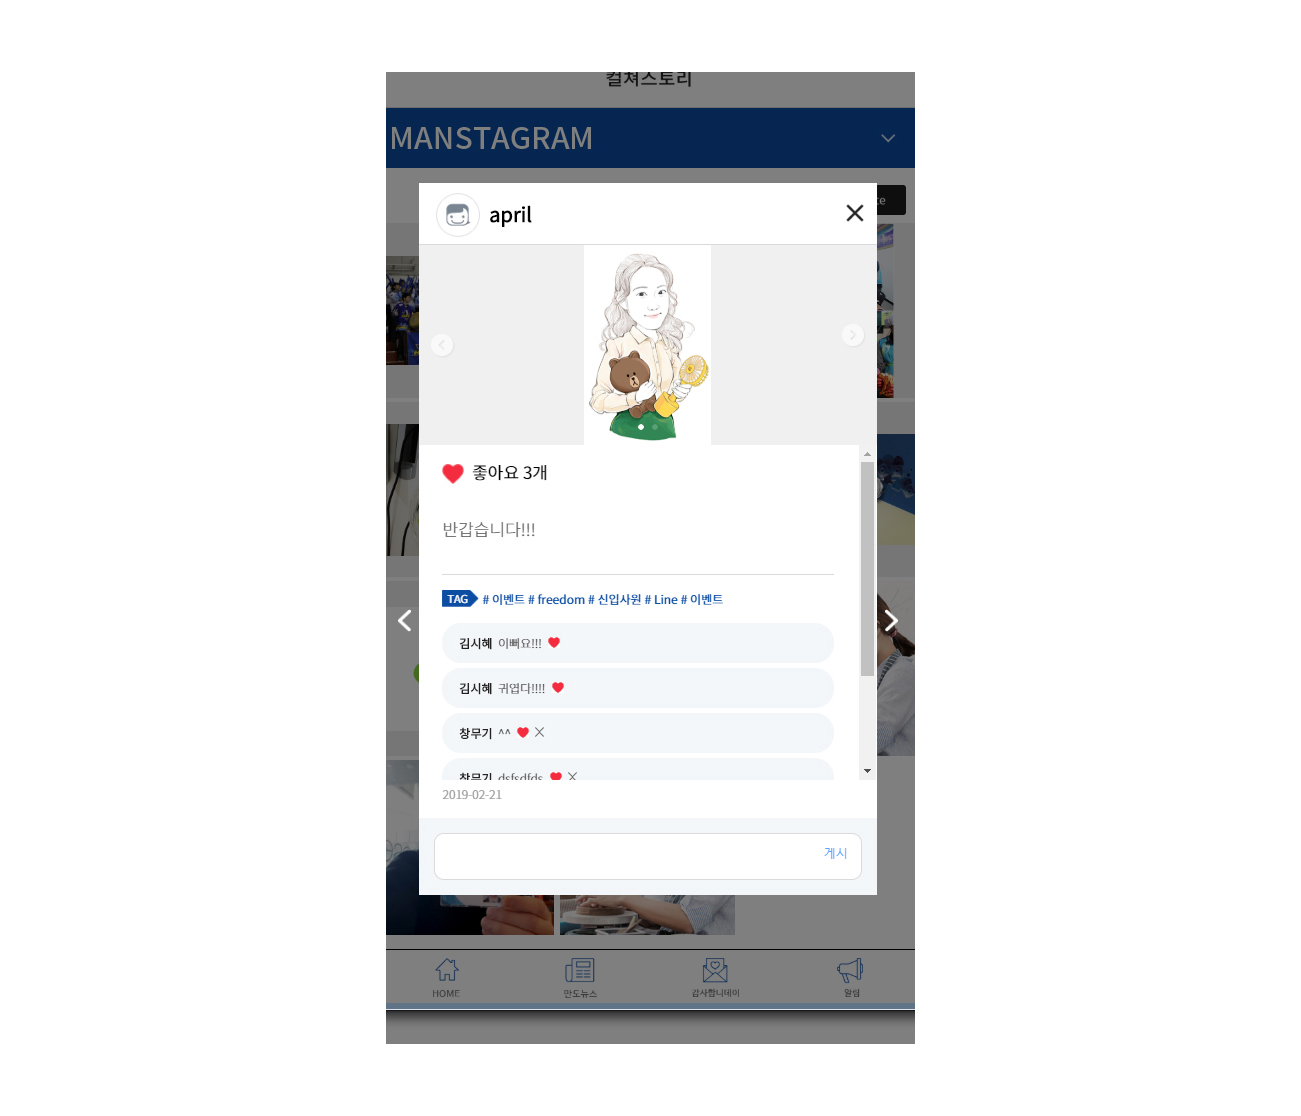 컬쳐스토리
MANSTAGRAM
te
april
좋아요 3개
반갑습니다!!!
TAG # 이벤트 # freedom # 신입사원 # Line # 이벤트
김시혜 이뻐요!!!
김시혜 귀엽다!!!!
창무기 ^^
창무기 dsfsdfds
2019-02-21
게시
HOME 만도뉴스 감사합니데이 알림